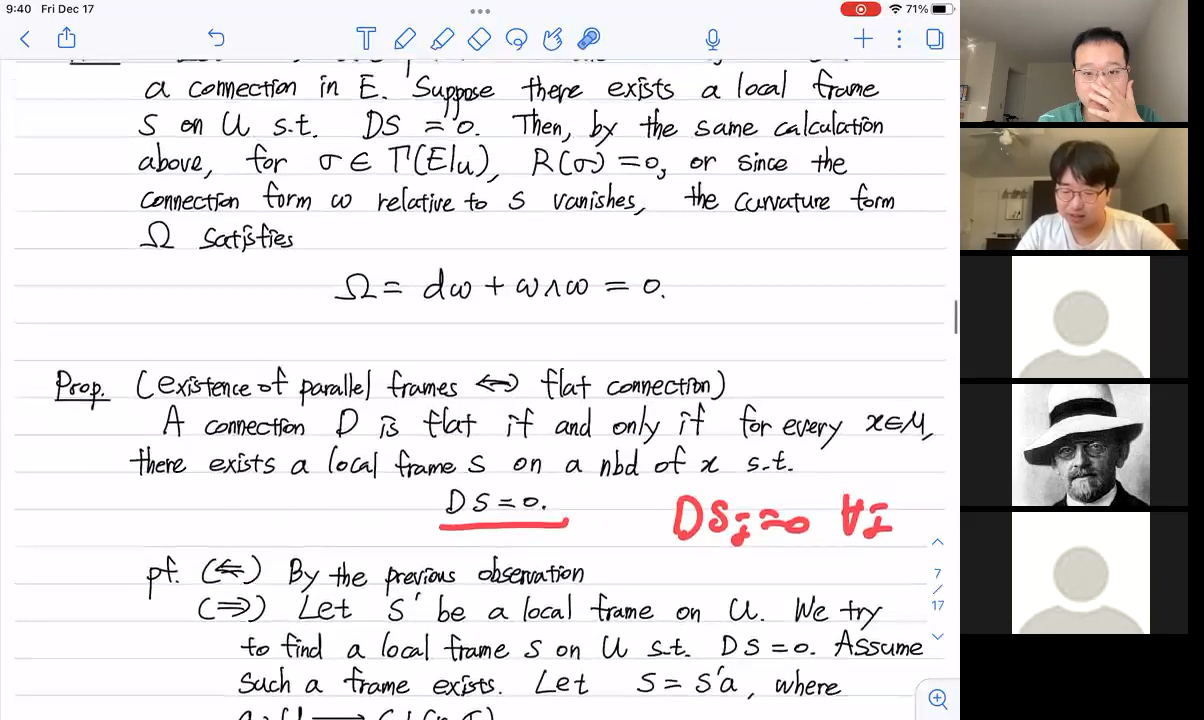 9:40 Fri Dec 17
71%
a connection in E. Suppose there exists a local frame
s on U s.t. Ds = 0. Then, by the same calculation
above, for σ ∈ Γ(E|u), R(σ) = 0, or since the
connection form ω relative to s vanishes, the curvature form
Ω satisfies
Ω = dω + ω∧ω = 0.
Prop. (existence of parallel frames ⟺ flat connection)
A connection D is flat if and only if for every x∈M,
there exists a local frame s on a nbd of x s.t.
Ds = 0.
Ds_i = 0 ∀i
pf. (⇐) By the previous observation
(⇒) Let s' be a local frame on U. We try
to find a local frame s on U s.t. Ds = 0. Assume
such a frame exists. Let s = s'a, where
7
/
17